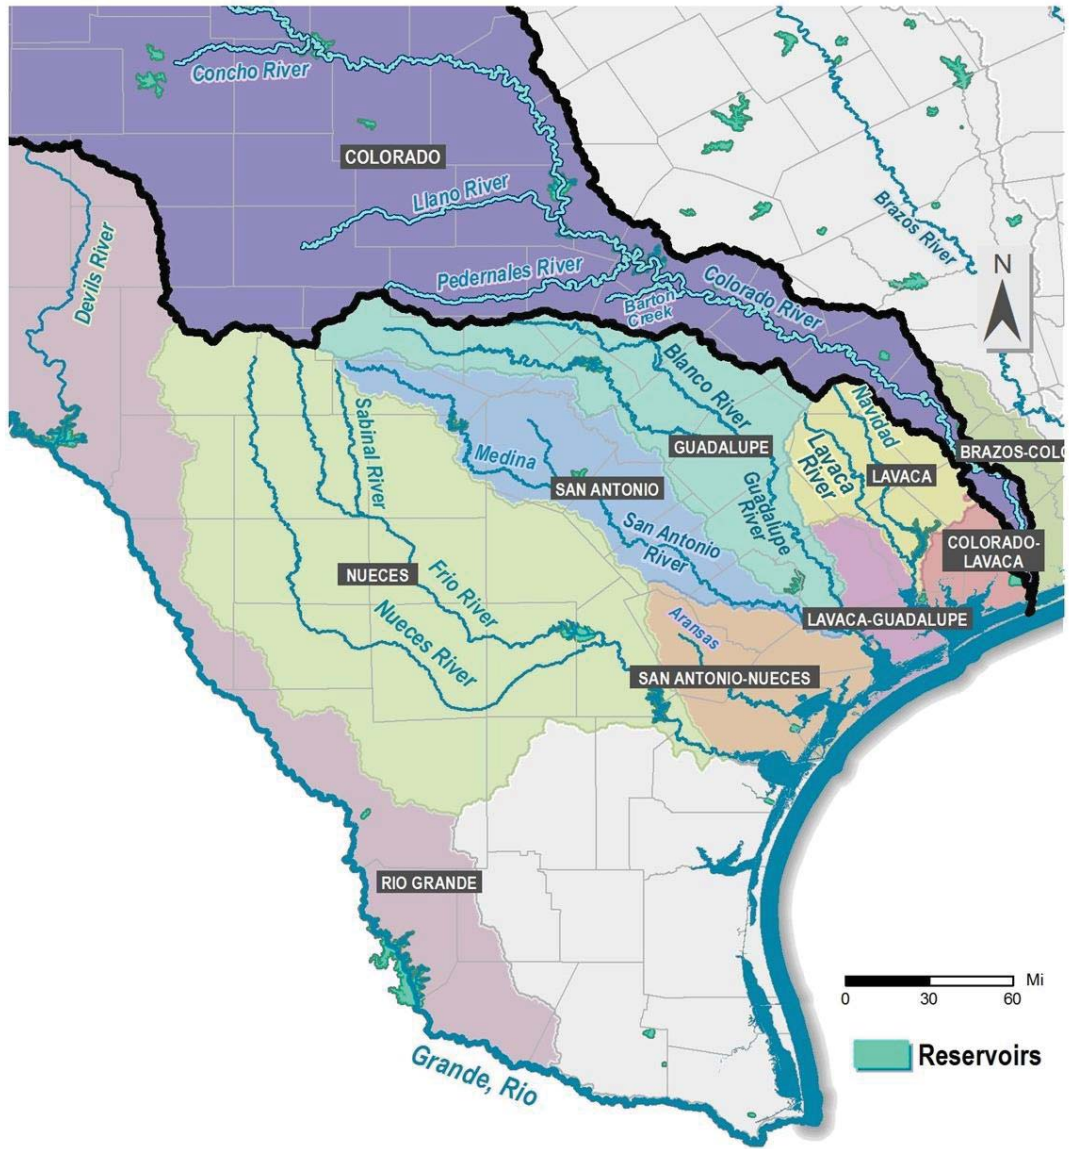 Concho River
COLORADO
Llano River
Brazos River
Devils River
Pedernales River
Colorado River
N
Barton
Creek
Blanco River
Sabinal River
Navidad
GUADALUPE
Lavaca
River
BRAZOS-COLO
Medina
LAVACA
SAN ANTONIO
Guadalupe
River
San Antonio
River
COLORADO-
LAVACA
NUECES
Frio River
LAVACA-GUADALUPE
Aransas
Nueces River
SAN ANTONIO-NUECES
RIO GRANDE
Mi
0 30 60
Reservoirs
Grande, Rio